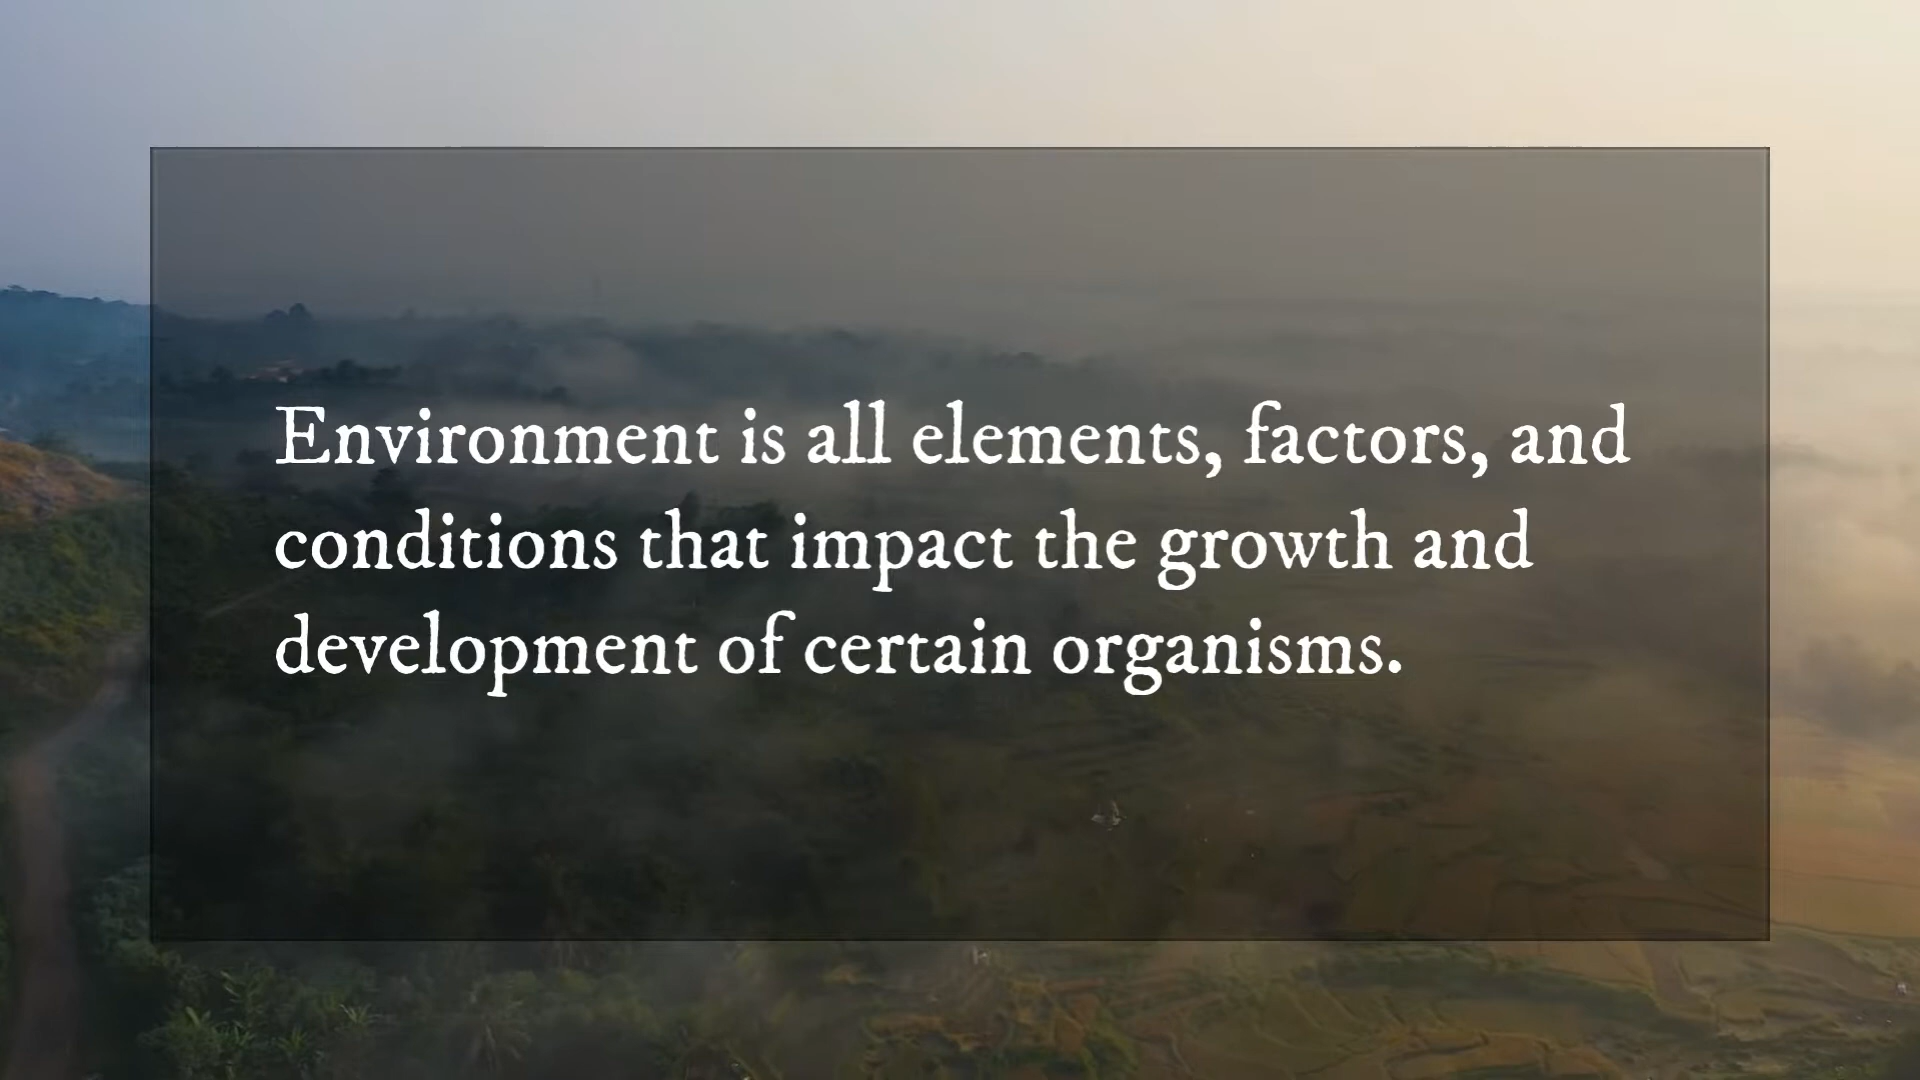 Environment is all elements, factors, and
conditions that impact the growth and
development of certain organisms.